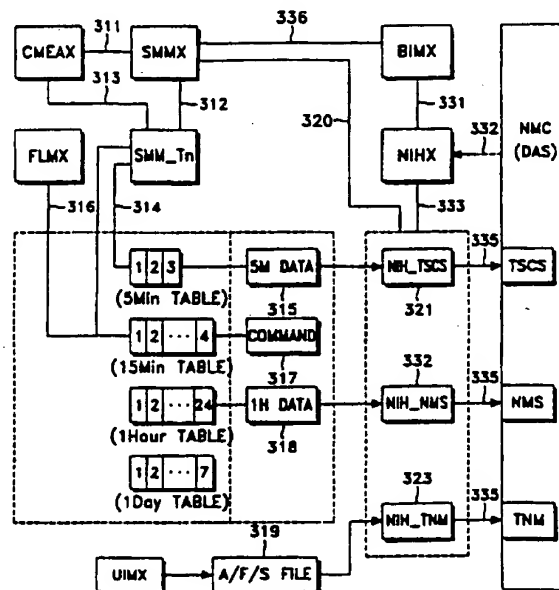 311
336
CMEAX
SMMX
BIMX
313
312
320
331
NMC
(DAS)
332
FLMX
SMM_Tn
NIHX
316
314
333
1 2 3
5M DATA
NIH_TSCS
335
TSCS
(5Min TABLE)
315
321
1 2 ... 4
COMMAND
(15Min TABLE)
317
332
335
1 2 ... 24
1H DATA
NIH_NMS
NMS
(1Hour TABLE)
318
1 2 ... 7
(1Day TABLE)
323
335
NIH_TNM
TNM
319
UIMX
A/F/S FILE